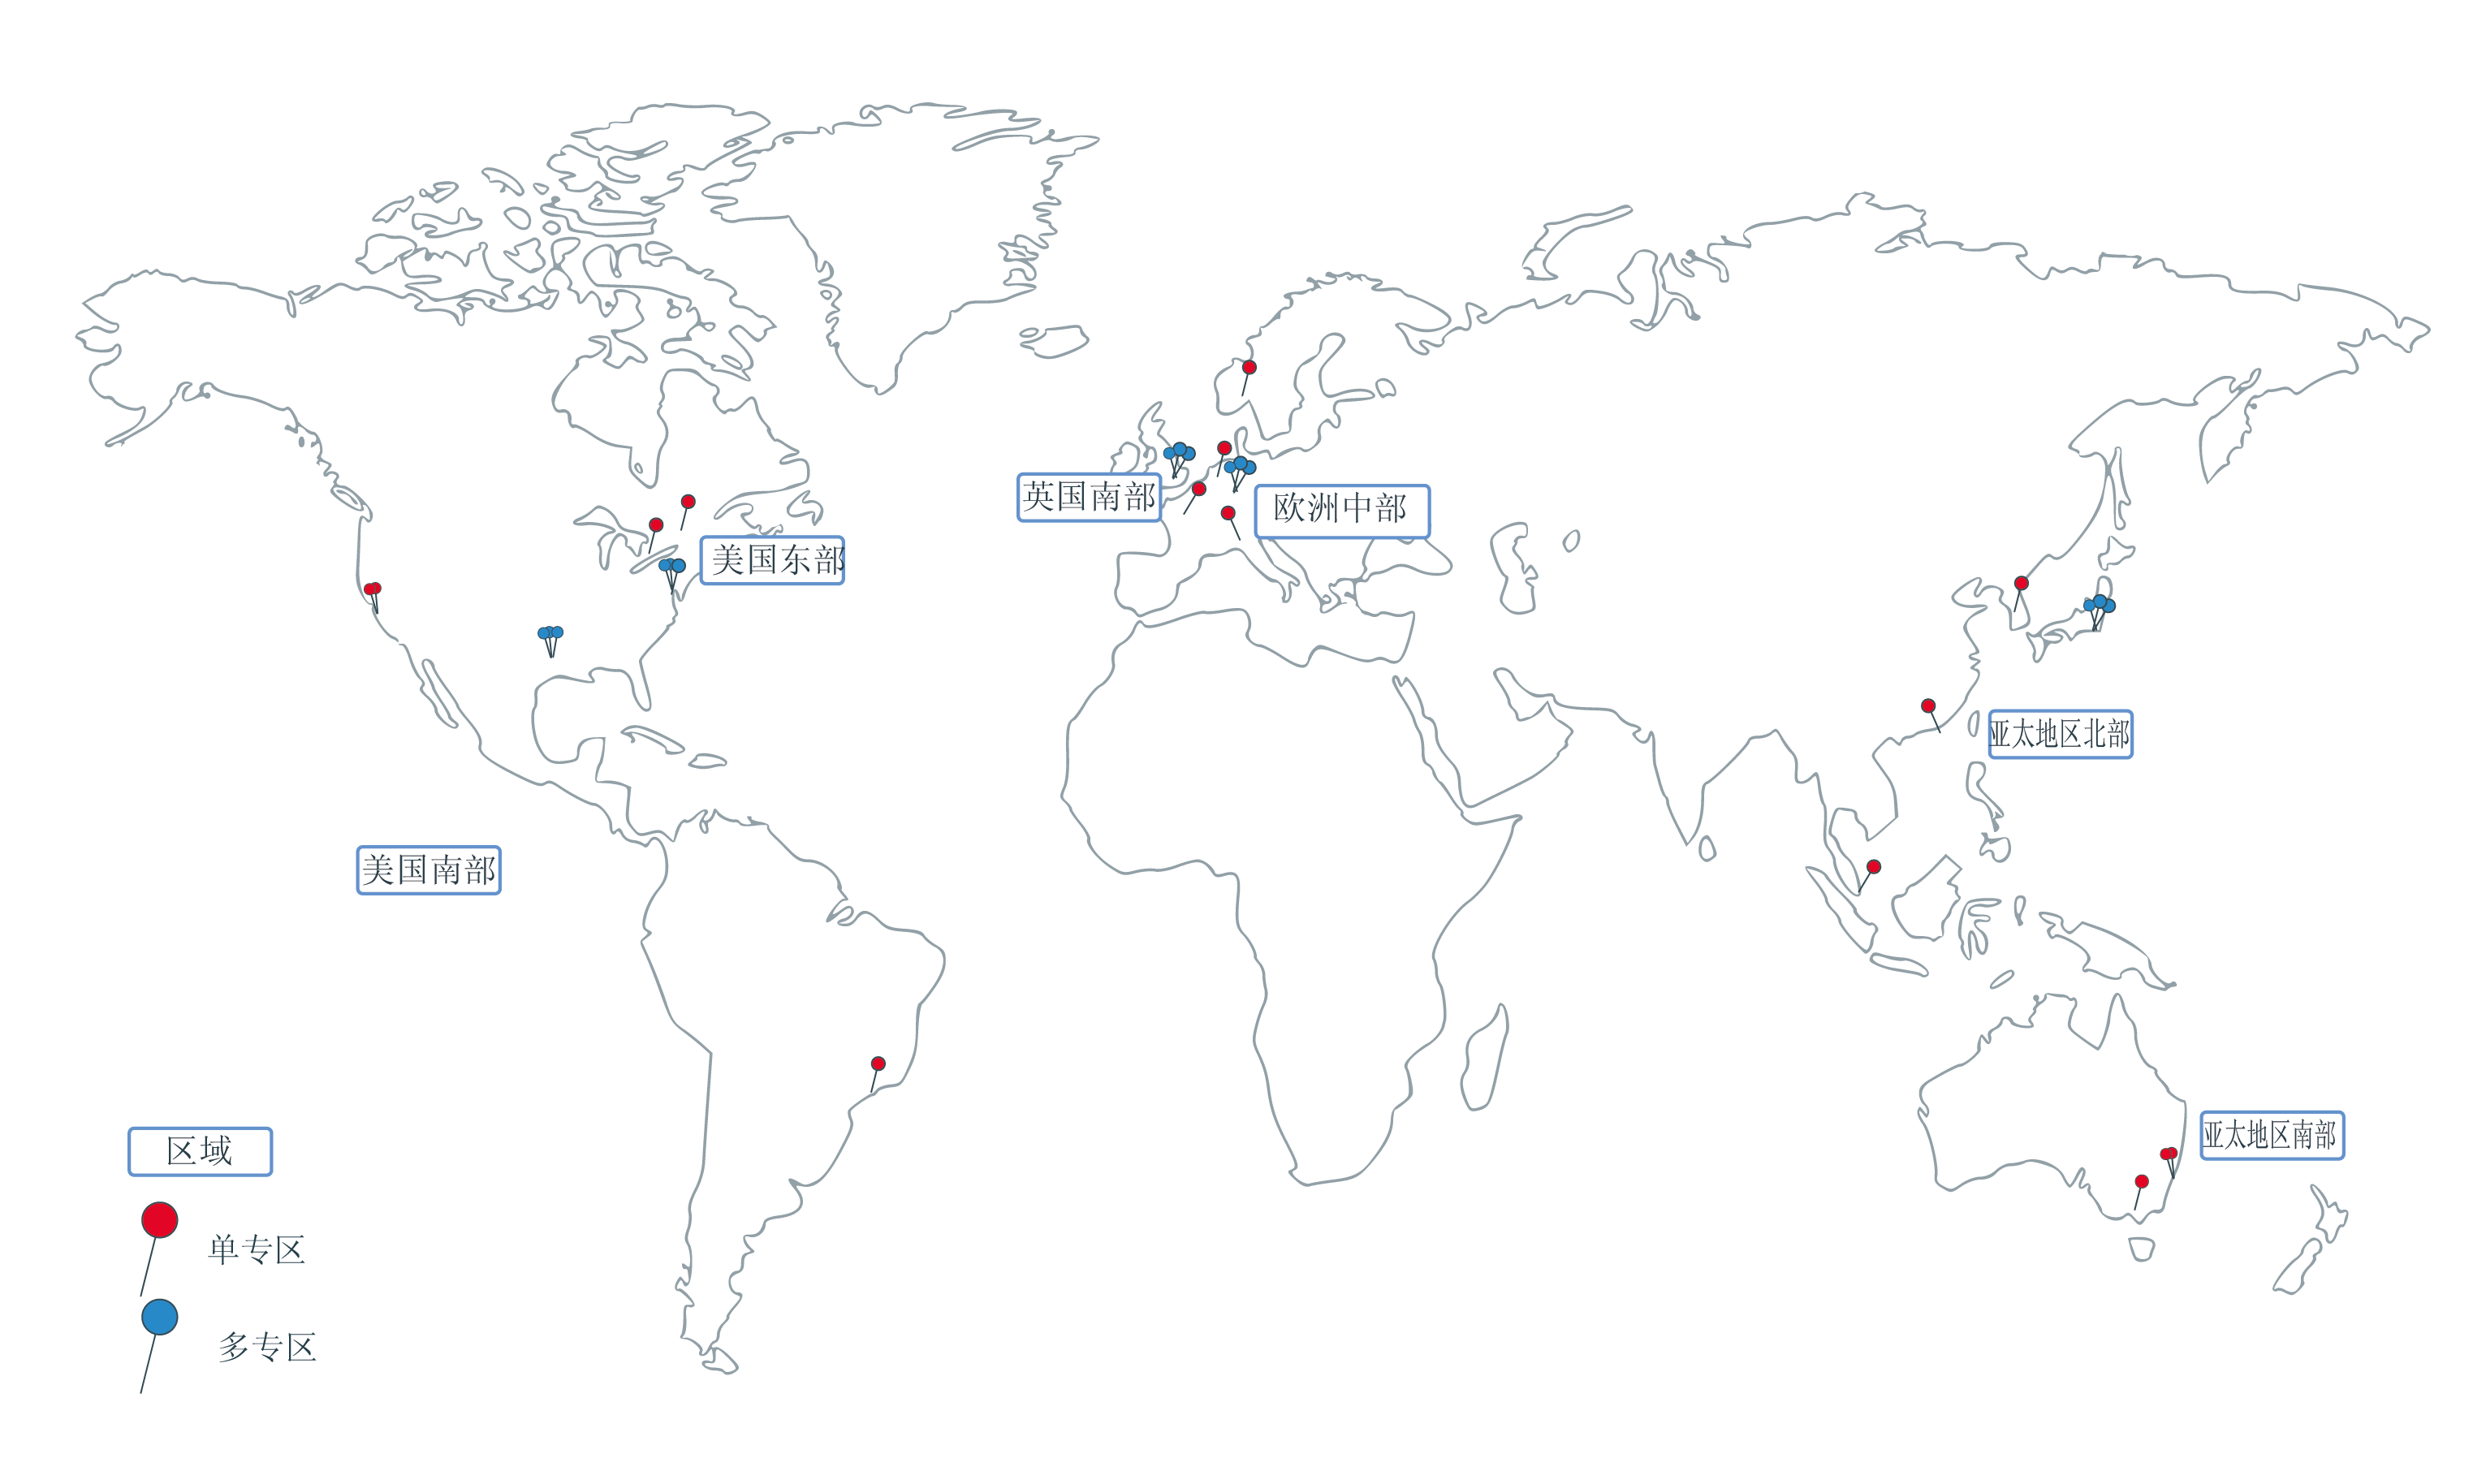 英国南部
欧洲中部
美国东部
亚太地区北部
美国南部
亚太地区南部
区域
单专区
多专区